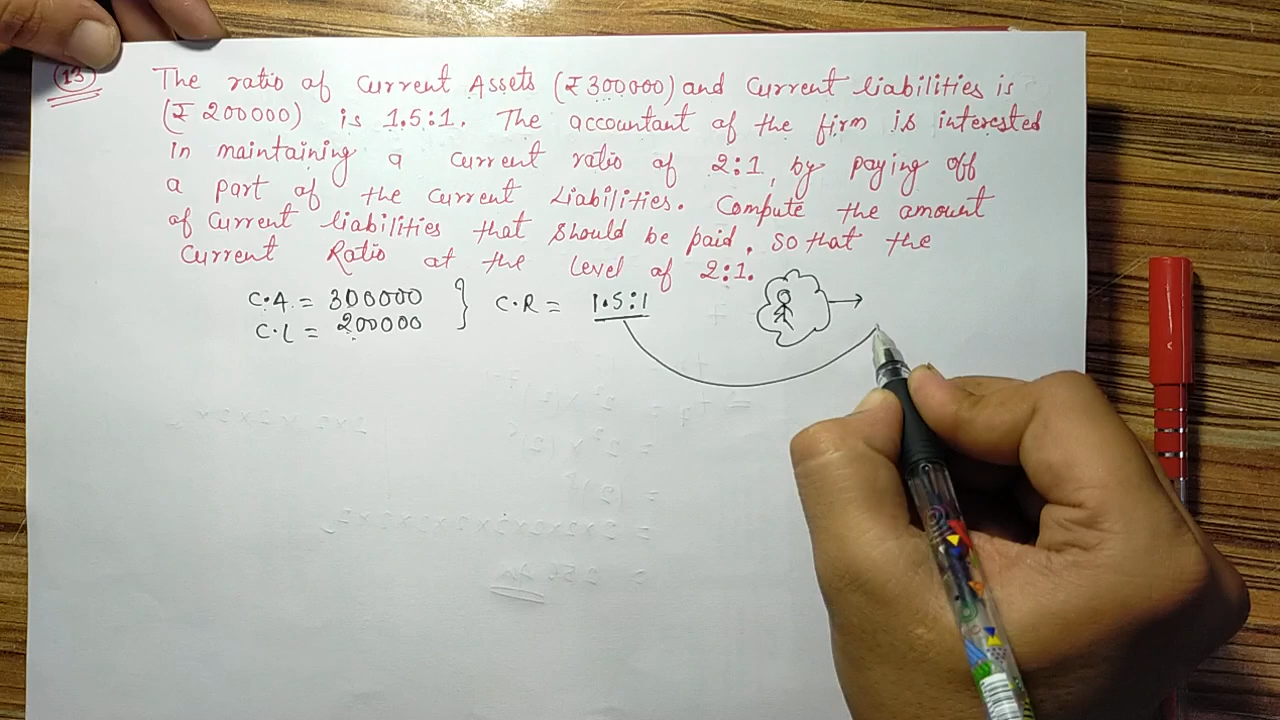 13 The ratio of Current Assets (₹ 300000) and Current liabilities is
(₹ 200000) is 1.5:1. The accountant of the firm is interested
in maintaining a current ratio of 2:1, by paying off
a part of the current Liabilities. Compute the amount
of current liabilities that should be paid, so that the
Current Ratio at the level of 2:1.
C.A. = 300000 } C.R = 1.5:1
C.L = 200000